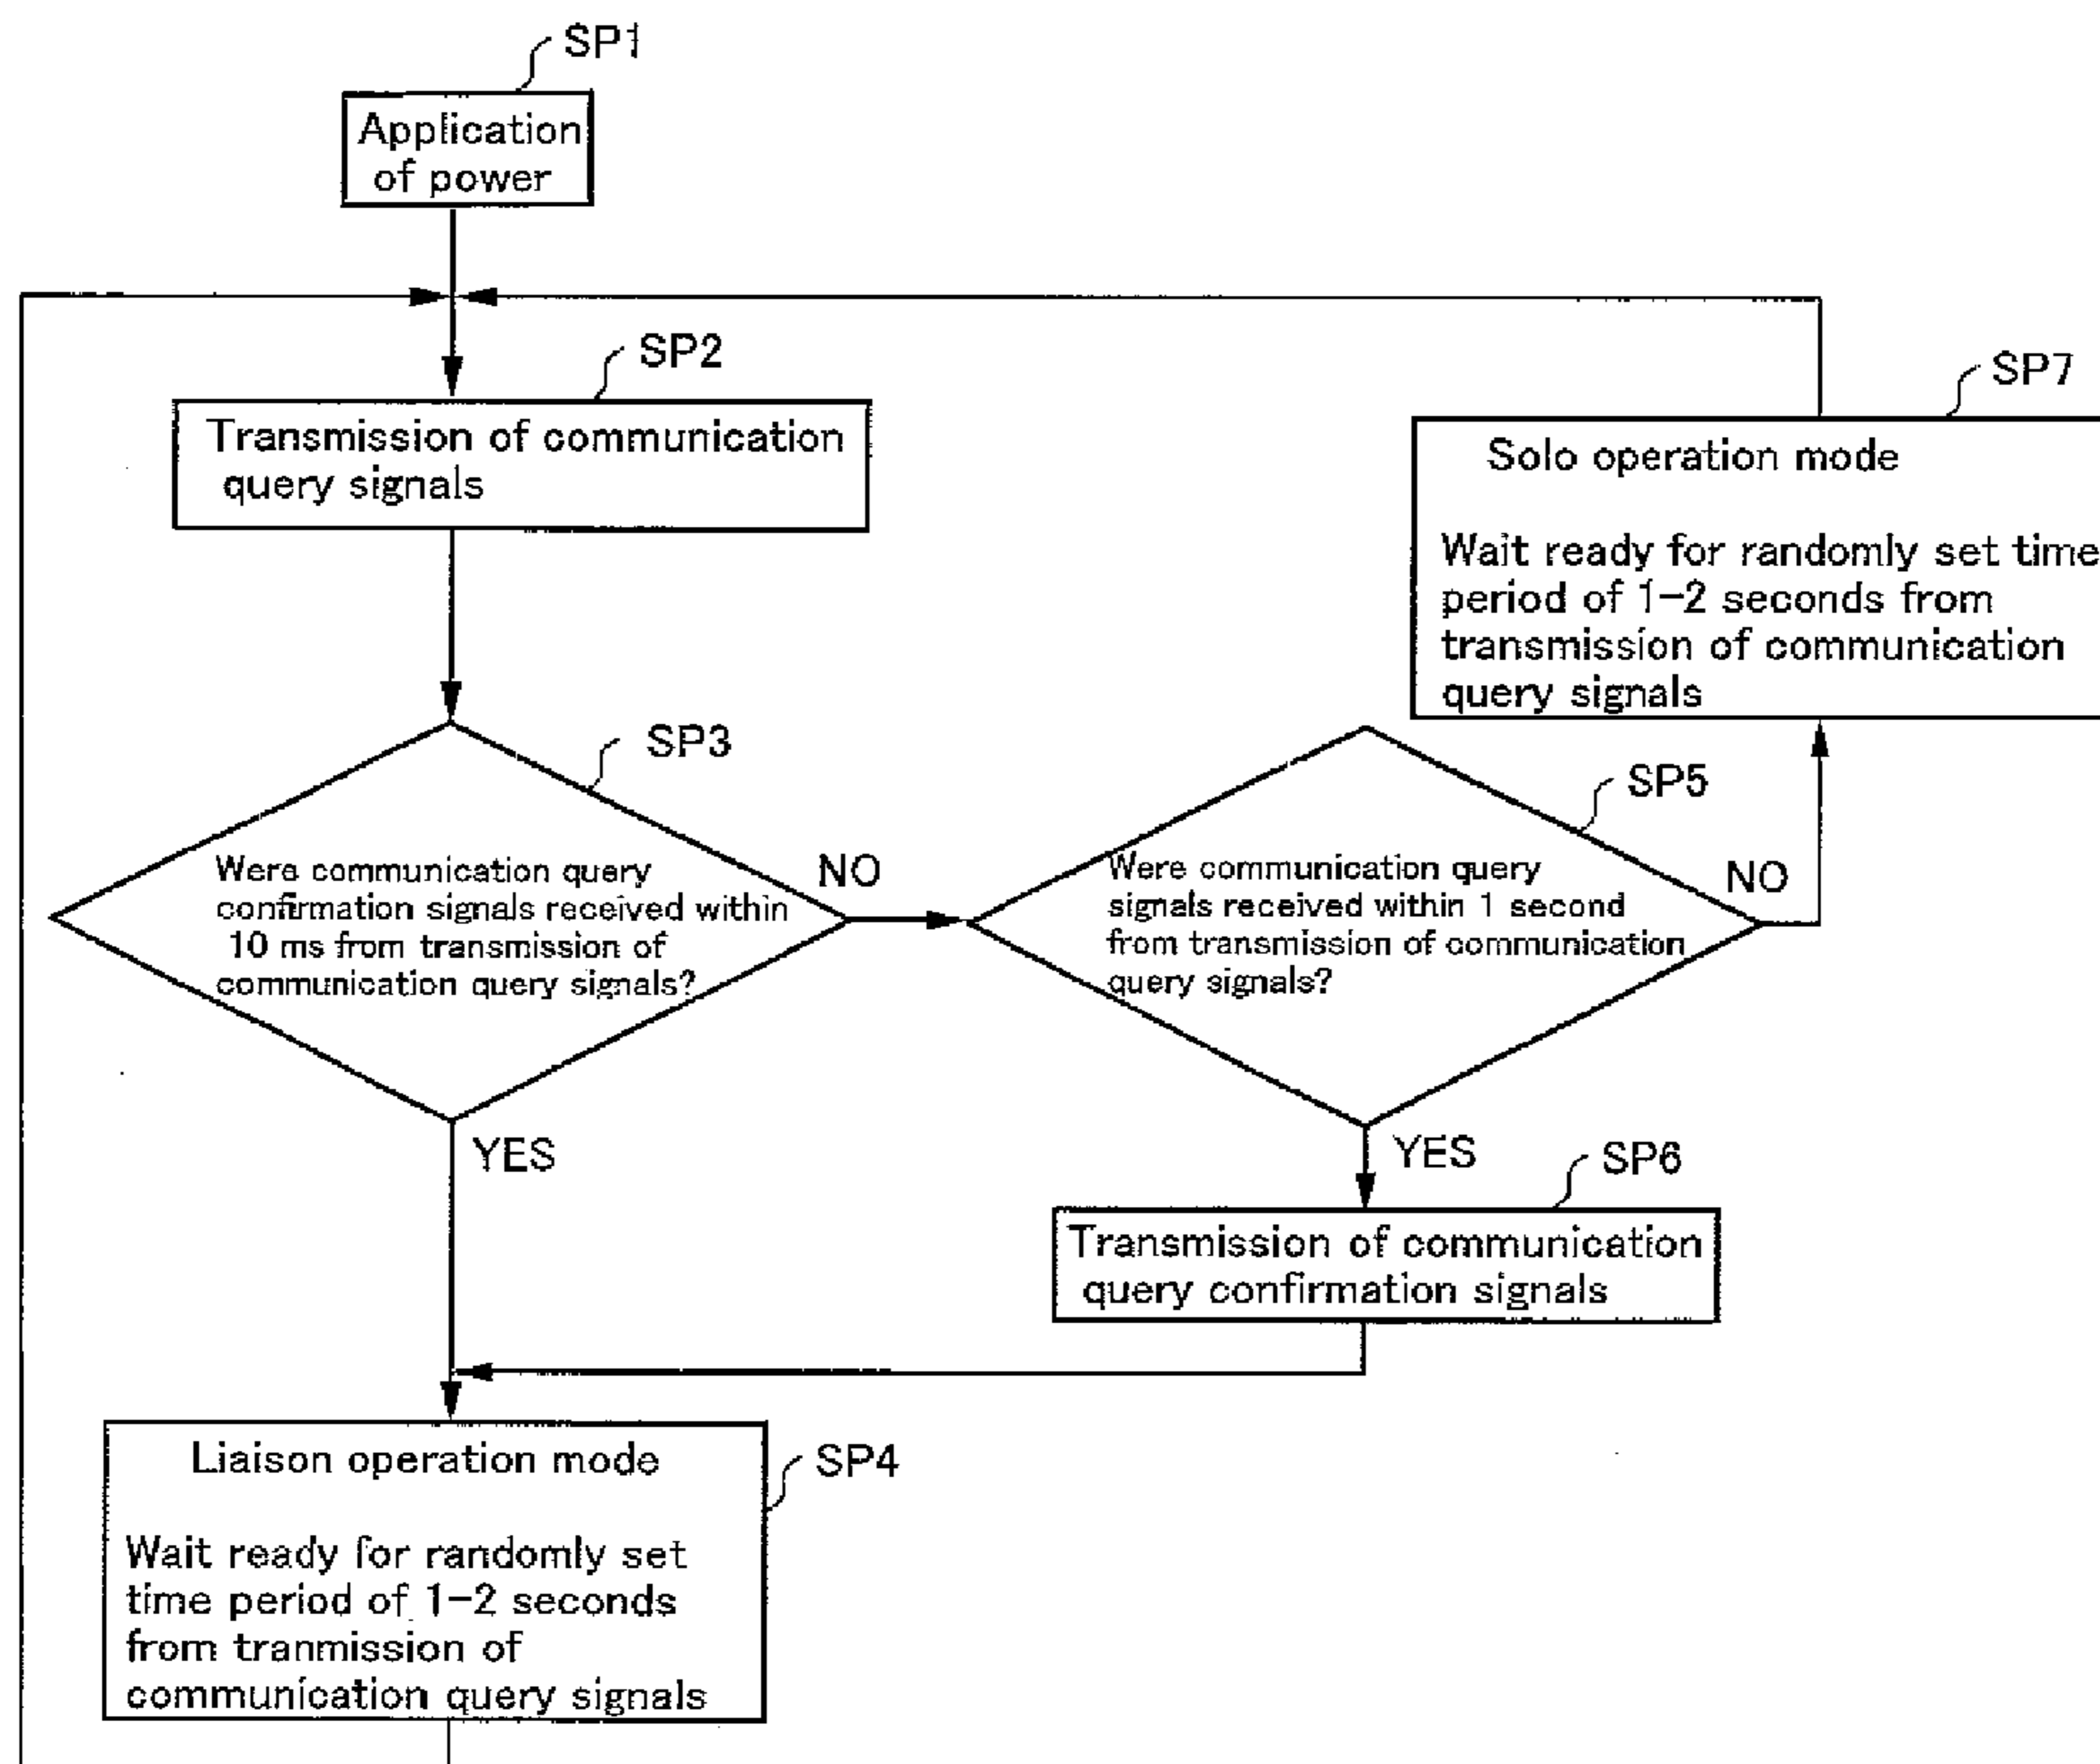 SP1
Application
of power
SP2
Transmission of communication
query signals
SP7
Solo operation mode
Wait ready for randomly set time
period of 1-2 seconds from
transmission of communication
query signals
SP3
Were communication query
confirmation signals received within
10 ms from transmission of
communication query signals?
NO
YES
SP5
Were communication query
signals received within 1 second
from transmission of communication
query signals?
NO
YES
SP6
Transmission of communication
query confirmation signals
SP4
Liaison operation mode
Wait ready for randomly set
time period of 1-2 seconds
from tranmission of
communication query signals